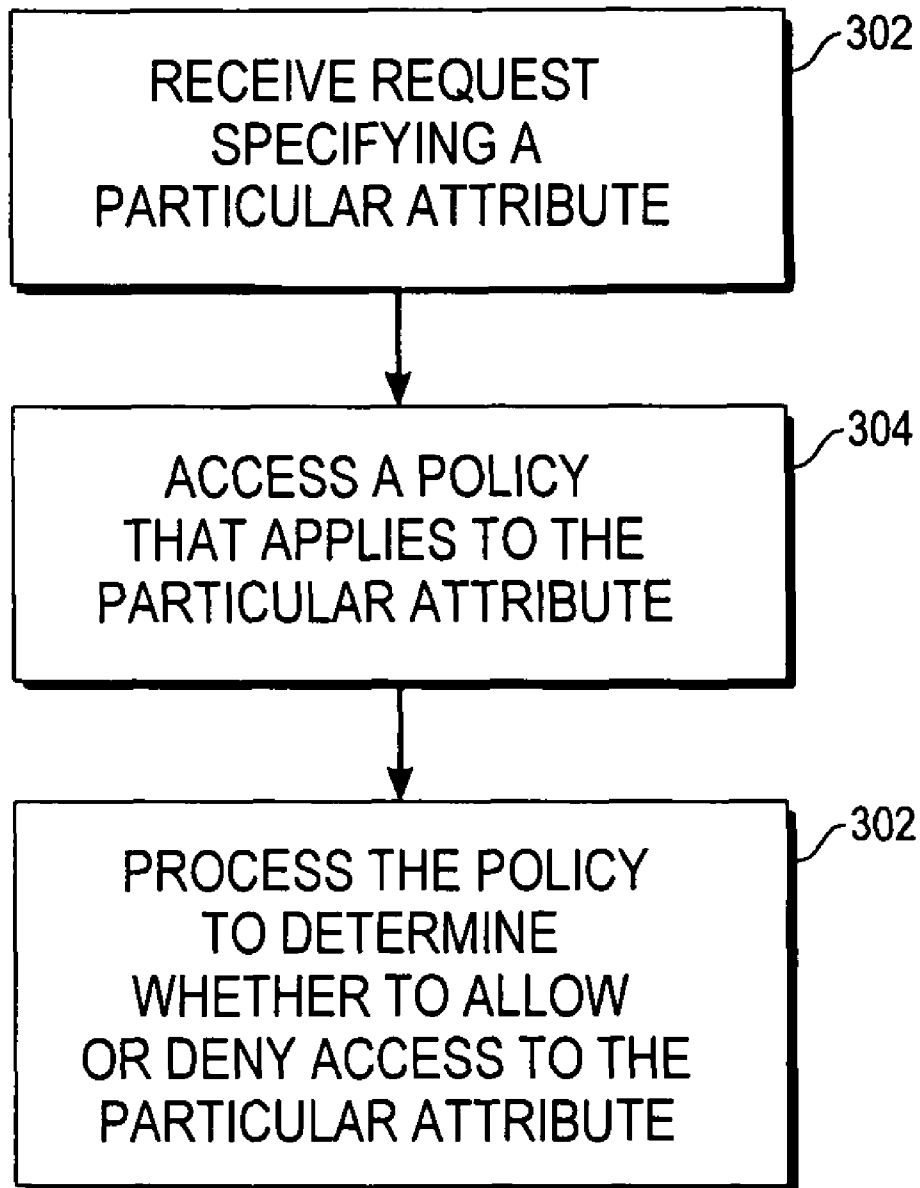 302
RECEIVE REQUEST
SPECIFYING A
PARTICULAR ATTRIBUTE
304
ACCESS A POLICY
THAT APPLIES TO THE
PARTICULAR ATTRIBUTE
302
PROCESS THE POLICY
TO DETERMINE
WHETHER TO ALLOW
OR DENY ACCESS TO THE
PARTICULAR ATTRIBUTE